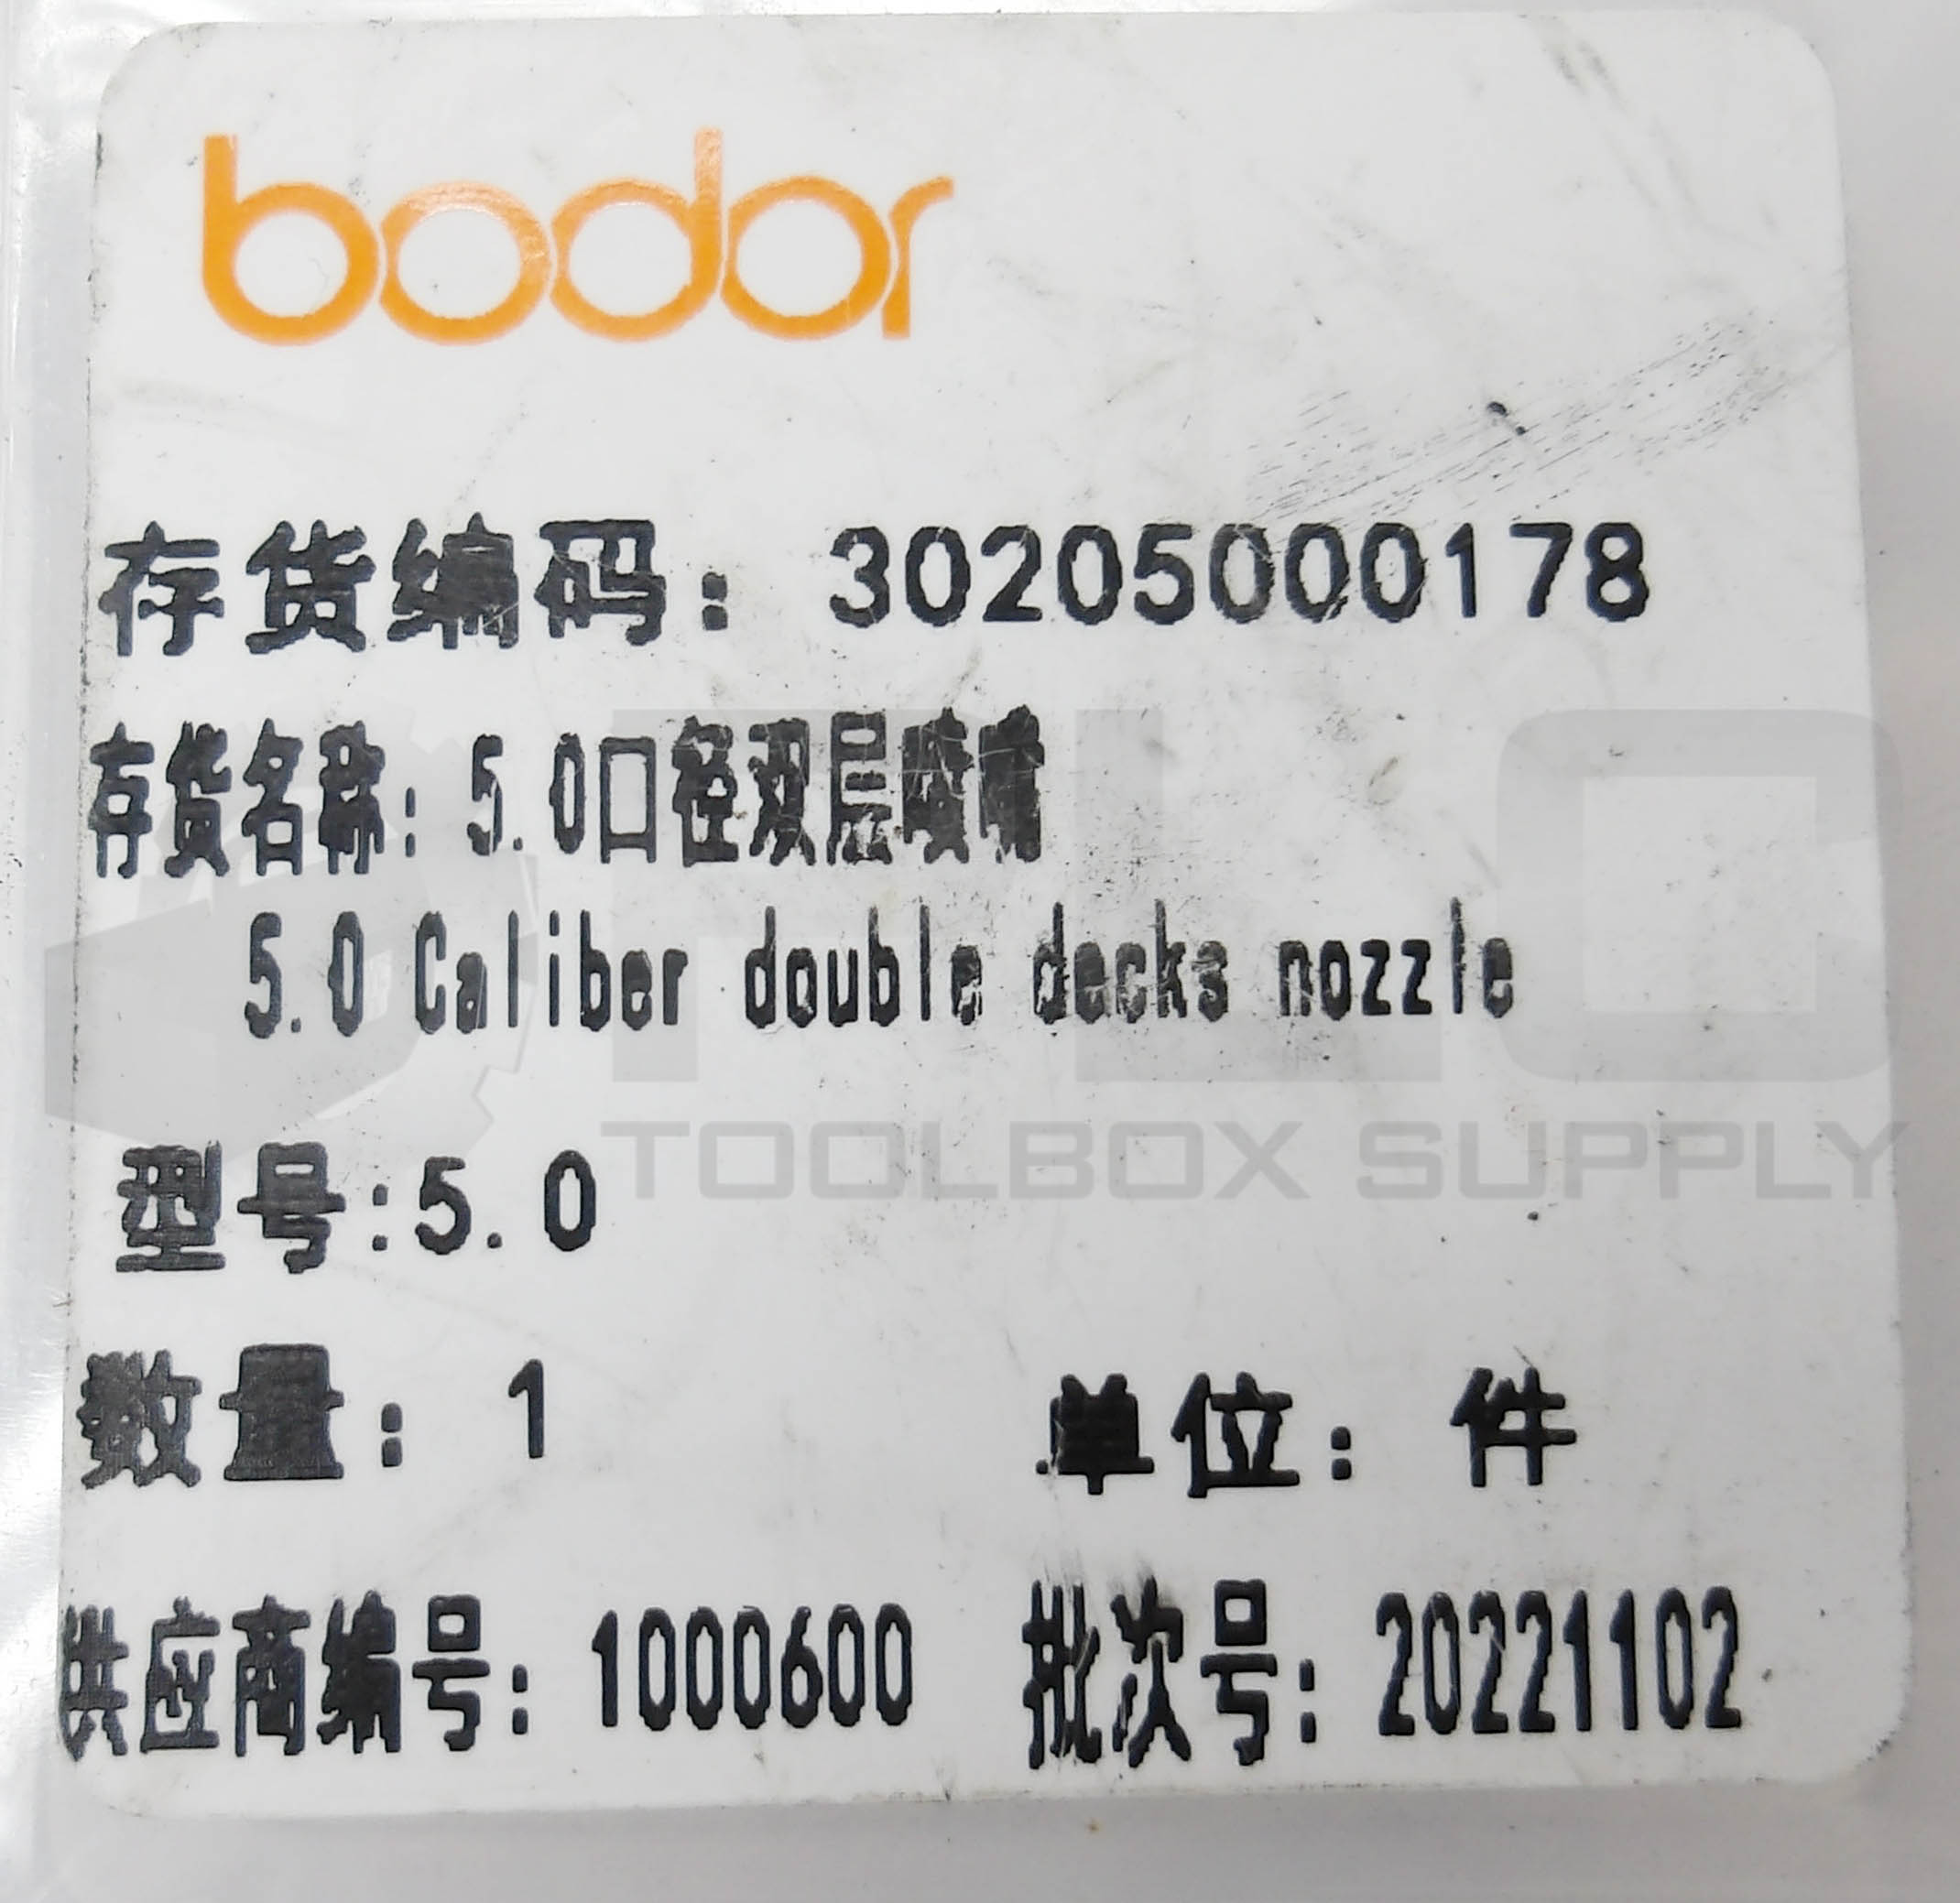 bodor
存货编码: 30205000178
存货名称: 5.0口径双层喷嘴
5.0 Caliber double decks nozzle
PLC
TOOLBOX SUPPLY
型号:5.0
数量: 1 单位: 件
供应商编号: 1000600 批次号: 20221102